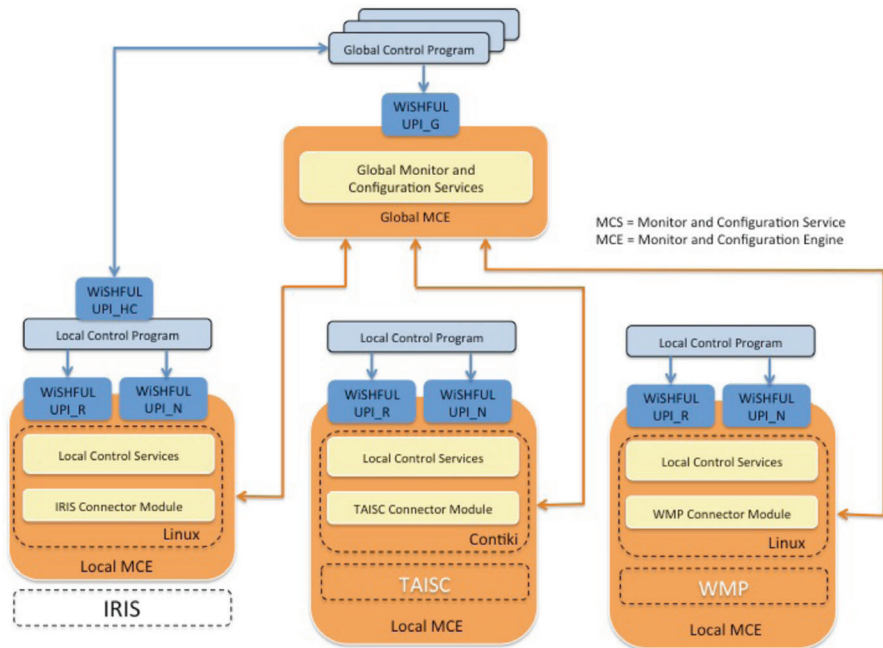 Global Control Program
WiSHFUL
UPI_G
Global Monitor and
Configuration Services
Global MCE
MCS = Monitor and Configuration Service
MCE = Monitor and Configuration Engine
WiSHFUL
UPI_HC
Local Control Program
WiSHFUL
UPI_R
WiSHFUL
UPI_N
Local Control Services
IRIS Connector Module
Linux
Local MCE
IRIS
Local Control Program
WiSHFUL
UPI_R
WiSHFUL
UPI_N
Local Control Services
TAISC Connector Module
Contiki
TAISC
Local MCE
Local Control Program
WiSHFUL
UPI_R
WiSHFUL
UPI_N
Local Control Services
WMP Connector Module
Linux
WMP
Local MCE